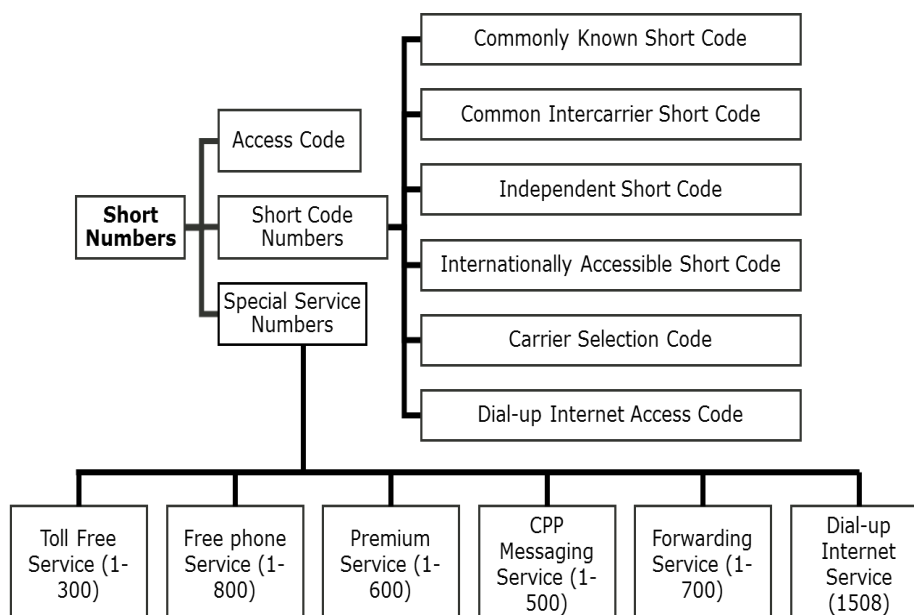 Commonly Known Short Code
Common Intercarrier Short Code
Access Code
Independent Short Code
Short
Numbers
Short Code
Numbers
Internationally Accessible Short Code
Special Service
Numbers
Carrier Selection Code
Dial-up Internet Access Code
Toll Free
Service (1-
300)
Free phone
Service (1-
800)
Premium
Service (1-
600)
CPP
Messaging
Service (1-
500)
Forwarding
Service (1-
700)
Dial-up
Internet
Service
(1508)